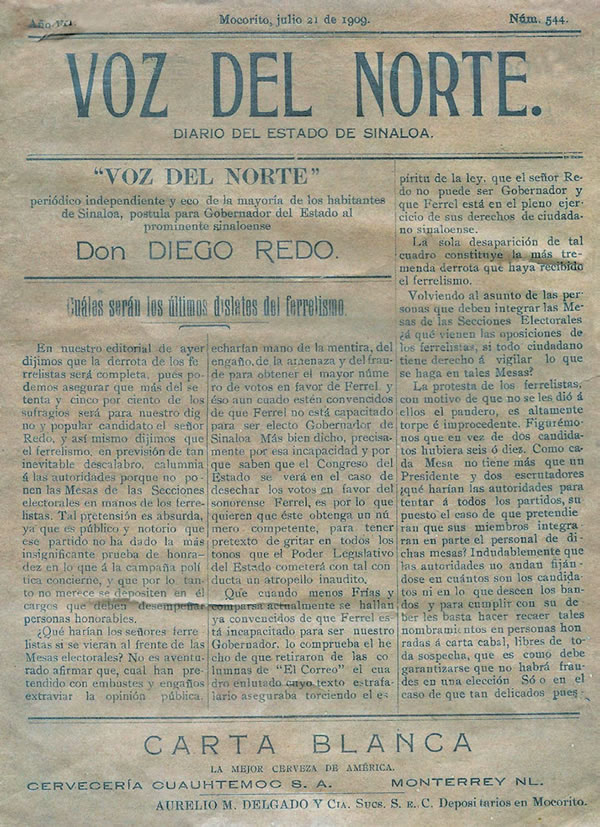 Año VII.
Mocorito, julio 21 de 1909.
Núm. 544.
VOZ DEL NORTE.
DIARIO DEL ESTADO DE SINALOA.
"VOZ DEL NORTE"
periódico independiente y eco de la mayoría de los habitantes
de Sinaloa, postula para Gobernador del Estado al
prominente sinaloense
Don DIEGO REDO.
Cuáles serán los últimos dislates del ferrelismo
En nuestro editorial de ayer
dijimos que la derrota de los fe
rrelistas será completa, pues po
demos asegurar que más del se
tenta y cinco por ciento de los
sufragios será para nuestro dig
no y popular candidato el señor
Redo, y así mismo dijimos que
el ferrelismo, en previsión de tan
inevitable descalabro, calumnia
á las autoridades porque no po
nen las Mesas de las Secciones
electorales en manos de los ferre
listas. Tal pretensión es absurda,
ya que es público y notorio que
ese partido no ha dado la más
insignificante prueba de honra
dez en lo que á la campaña polí
tica concierne, y que por lo tan
to no merece se depositen en él
cargos que deben desempeñar
personas honorables.
¿Qué harían los señores ferre
listas si se vieran al frente de las
Mesas electorales? No es aventu
rado afirmar que, cual han pre
tendido con embustes y engaños
extraviar la opinión pública,
echarían mano de la mentira, del
engaño, de la amenaza y del frau
de para obtener el mayor núme
ro de votos en favor de Ferrel, y
éso aun cuado estén convencidos
de que Ferrel no está capacitado
para ser electo Gobernador de
Sinaloa Más bien dicho, precisa
mente por esa incapacidad y por
que saben que el Congreso del
Estado se verá en el caso de
desechar los votos en favor del
sonorense Ferrel, es por lo que
quieren que éste obtenga un nú
mero competente, para tener
pretexto de gritar en todos los
tonos que el Poder Legislativo
del Estado cometerá con tal con
ducta un atropello inaudito.
Que cuando menos Frías y
comparsa actualmente se hallan
ya convencidos de que Ferrel es
tá incapacitado para ser nuestro
Gobernador, lo comprueba el he
cho de que retiraron de las co
lumnas de "El Correo" el cua
dro enlutado cuyo texto estrafa-
lario aseguraba torciendo el es
píritu de la ley, que el señor Re
do no puede ser Gobernador y
que Ferrel está en el pleno ejer
cicio de sus derechos de ciudada
no sinaloense.
La sola desaparición de tal
cuadro constituye la más tre
menda derrota que haya recibido
el ferrelismo.
Volviendo al asunto de las per
sonas que deben integrar las Me
sas de las Secciones Electorales
¿á qué vienen las oposiciones de
los ferrelistas, si todo ciudadano
tiene derecho á vigilar lo que
se haga en tales Mesas?
La protesta de los ferrelistas,
con motivo de que no se les dió á
ellos el pandero, es altamente
torpe é improcedente. Figurémo
nos que en vez de dos candida
tos hubiera seis ó diez. Como ca
da Mesa no tiene más que un
Presidente y dos escrutadores
¿qué harían las autoridades para
tentar á todos los partidos, su
puesto el caso de que pretendie
ran que sus miembros integra
ran en parte el personal de di-
chas mesas? Indudablemente que
las autoridades no andan fiján-
dose en cuántos son los candida
tos ni en lo que deseen los ban-
dos y para cumplir con su de
ber les basta hacer recaer tales
nombramientos en personas hon
radas á carta cabal, libres de to
da sospecha, que es como debe
garantizarse que no habrá frau-
des en una elección Só o en el
caso de que tan delicados pues
CARTA BLANCA
LA MEJOR CERVEZA DE AMÉRICA.
CERVECERÍA CUAUHTEMOC S. A. MONTERREY NL.
AURELIO M. DELGADO Y Cia. Sucs. S. e. C. Depositarios en Mocorito.